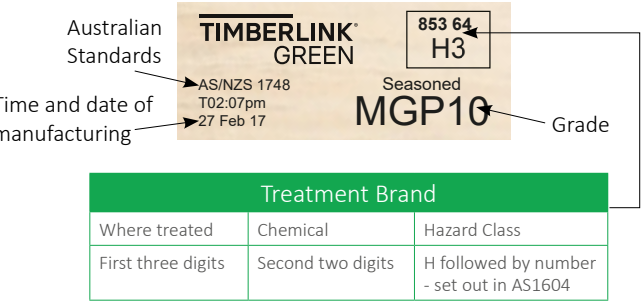 Australian
Standards
TIMBERLINK
GREEN
853 64
H3
AS/NZS 1748
T02:07pm
27 Feb 17
Seasoned
MGP10
Time and date of
manufacturing
Grade
Treatment Brand
Where treated Chemical Hazard Class
First three digits Second two digits H followed by number
- set out in AS1604